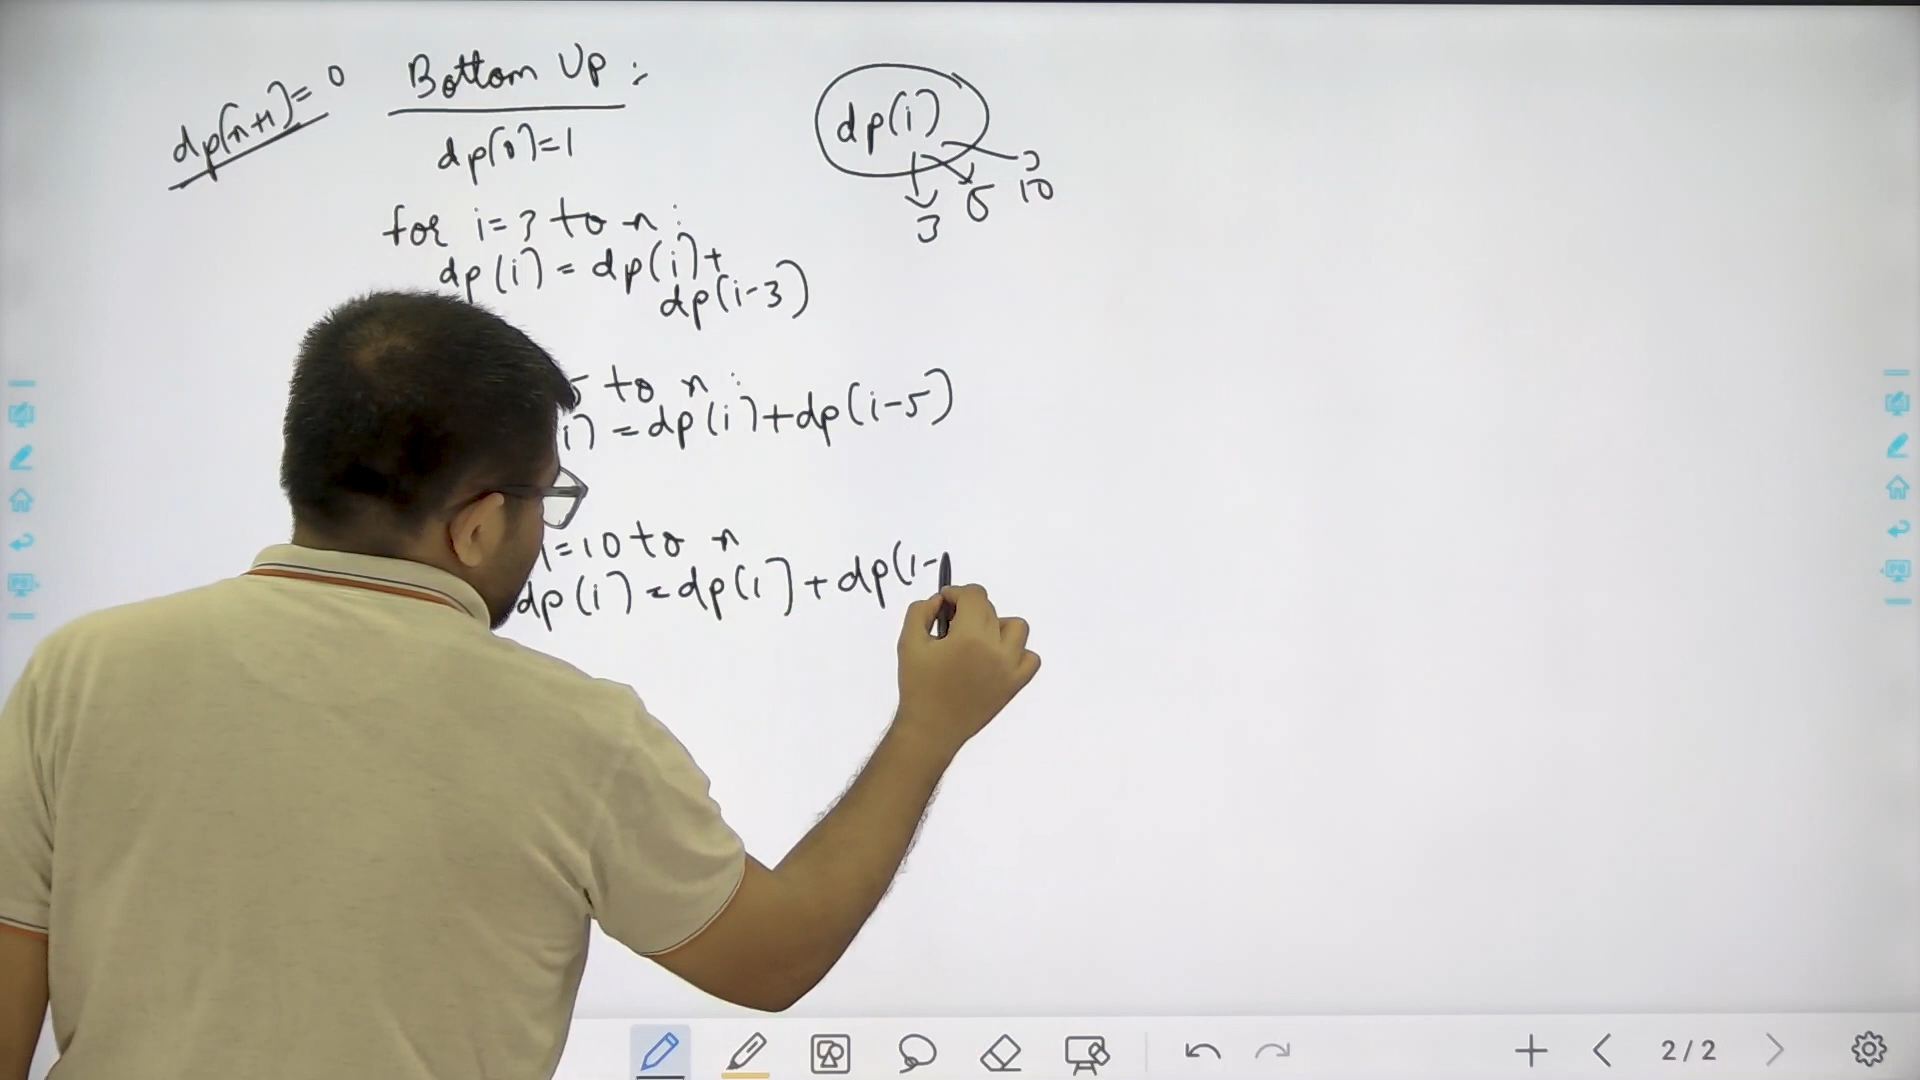 dp[n+1]=0
Bottom Up :
dp[0]=1
for i=3 to n :
dp(i) = dp(i)+
dp(i-3)
5 to n :
i) = dp(i)+dp(i-5)
i=10 to n
dp(i) = dp(i) + dp(i-
dp(i)
3 5 10
2/2